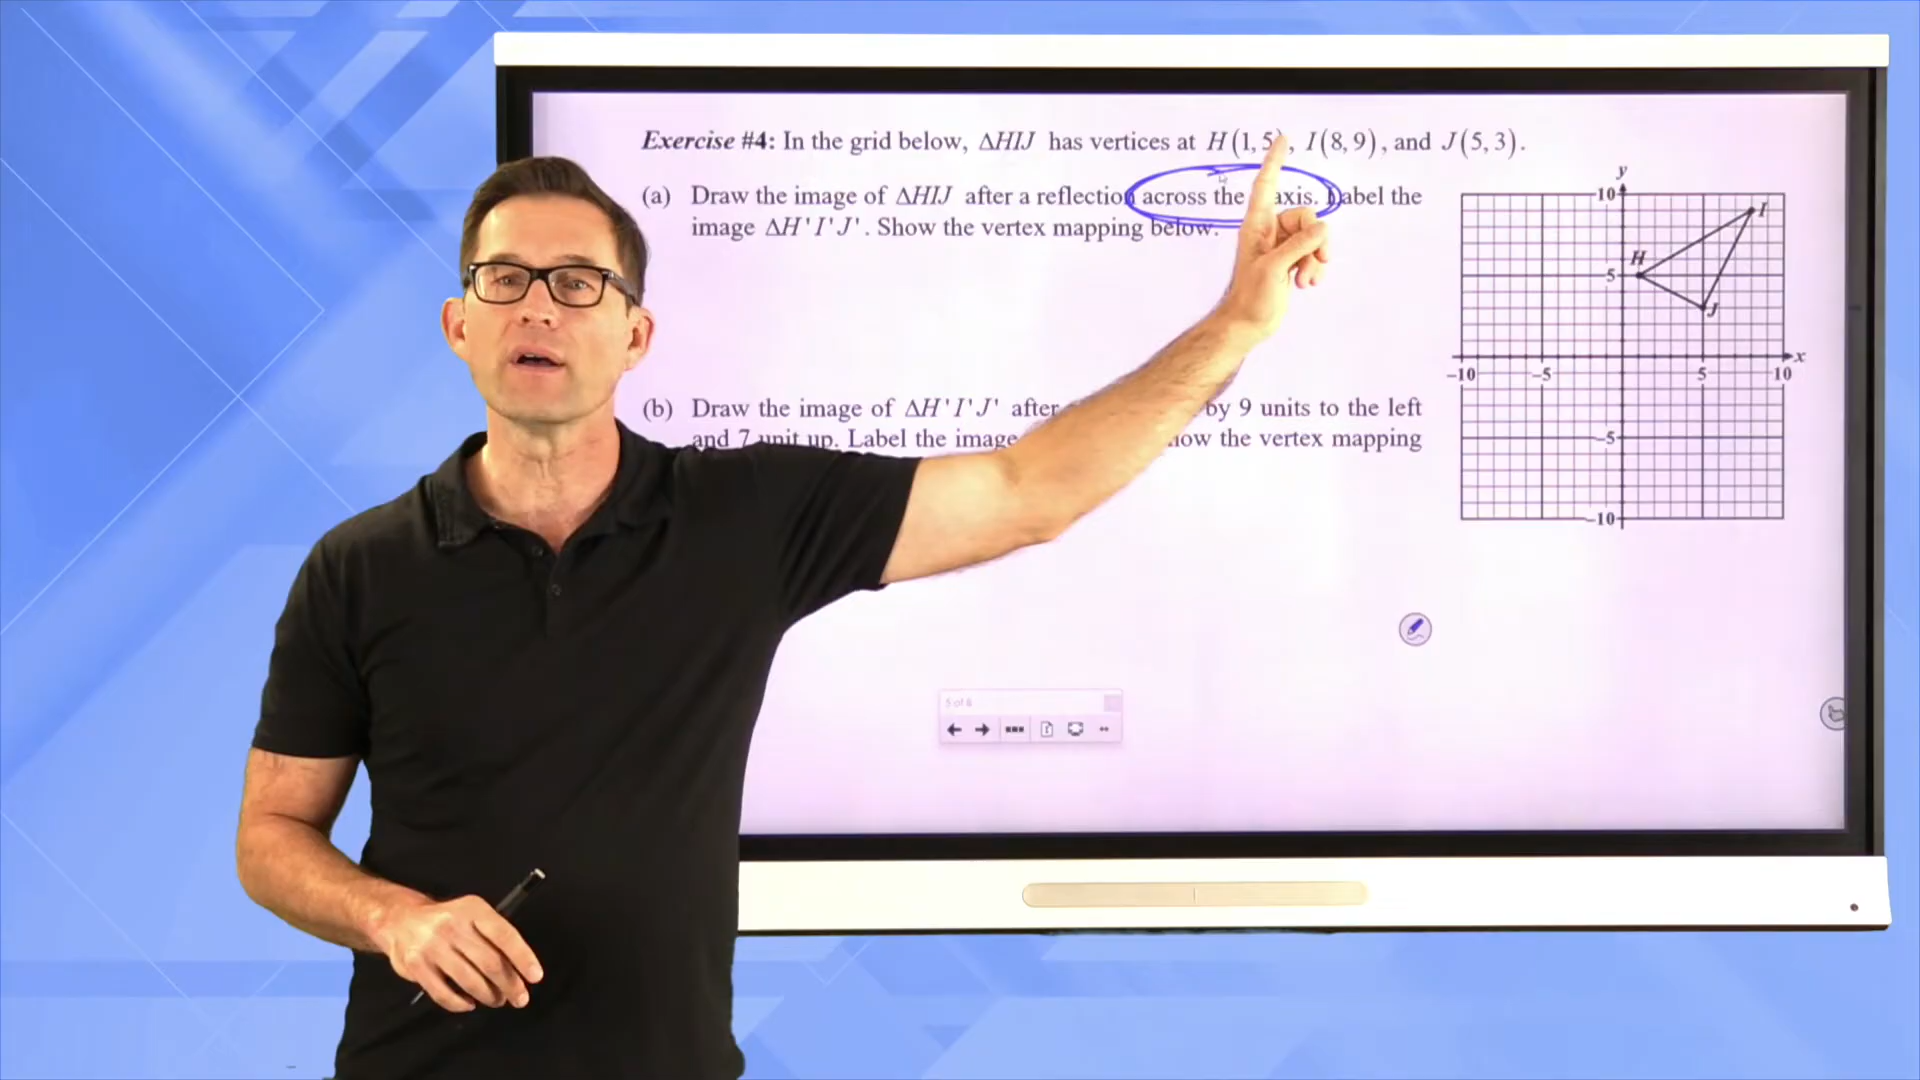 Exercise #4: In the grid below, ΔHIJ has vertices at H(1,5), I(8,9), and J(5,3).
(a) Draw the image of ΔHIJ after a reflection across the axis. Label the
image ΔH'I'J'. Show the vertex mapping below.
(b) Draw the image of ΔH'I'J' after by 9 units to the left
and 7 unit up. Label the image the vertex mapping
y
10
I
H
5
J
x
-10
-5
5
10
-5
-10
5 of 8